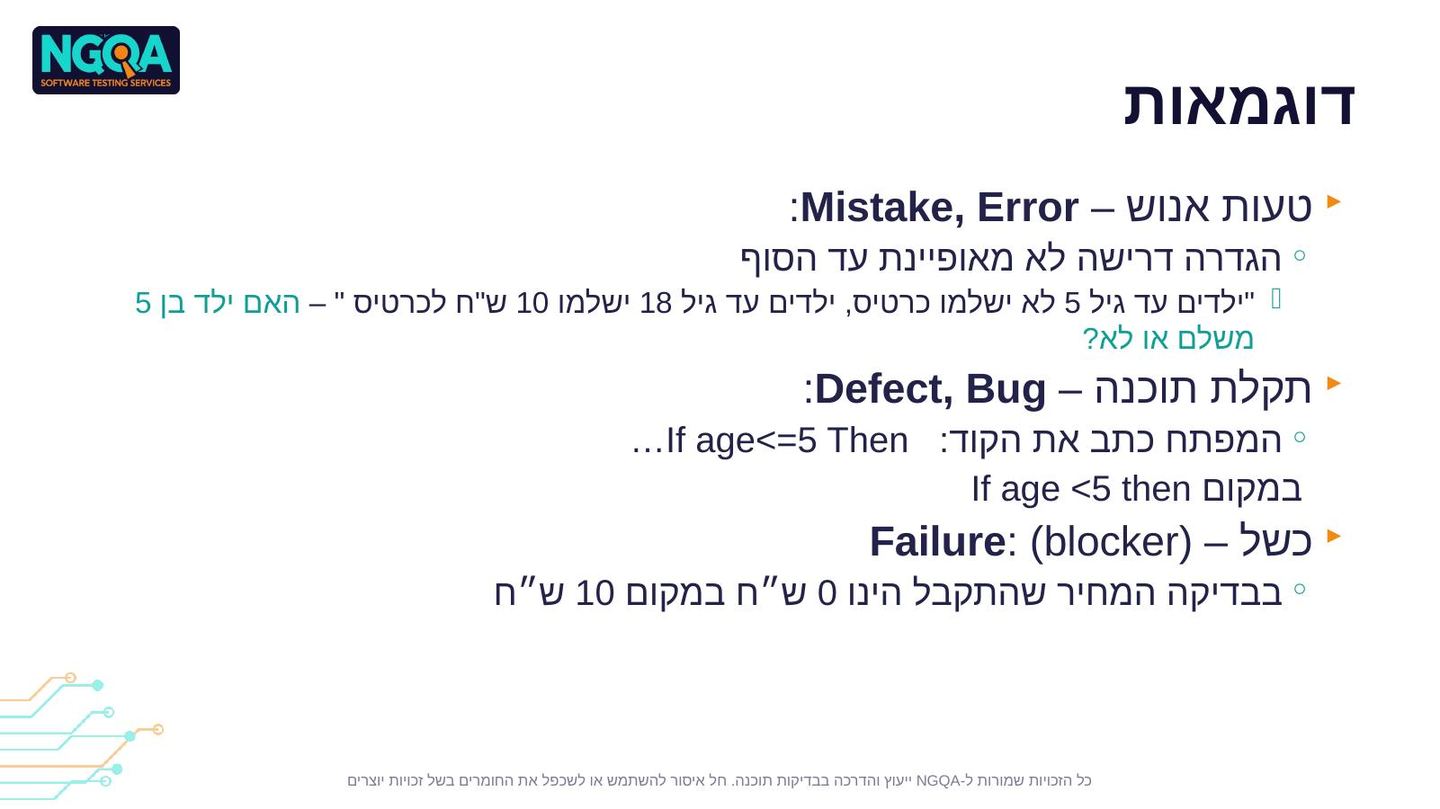 NGQA
SOFTWARE TESTING SERVICES
דוגמאות
טעות אנוש – Mistake, Error:
הגדרה דרישה לא מאופיינת עד הסוף
"ילדים עד גיל 5 לא ישלמו כרטיס, ילדים עד גיל 18 ישלמו 10 ש"ח לכרטיס " – האם ילד בן 5
משלם או לא?
תקלת תוכנה – Defect, Bug:
המפתח כתב את הקוד: If age<=5 Then…
במקום If age <5 then
כשל – Failure: (blocker)
בבדיקה המחיר שהתקבל הינו 0 ש״ח במקום 10 ש״ח
כל הזכויות שמורות ל-NGQA ייעוץ והדרכה בבדיקות תוכנה. חל איסור להשתמש או לשכפל את החומרים בשל זכויות יוצרים